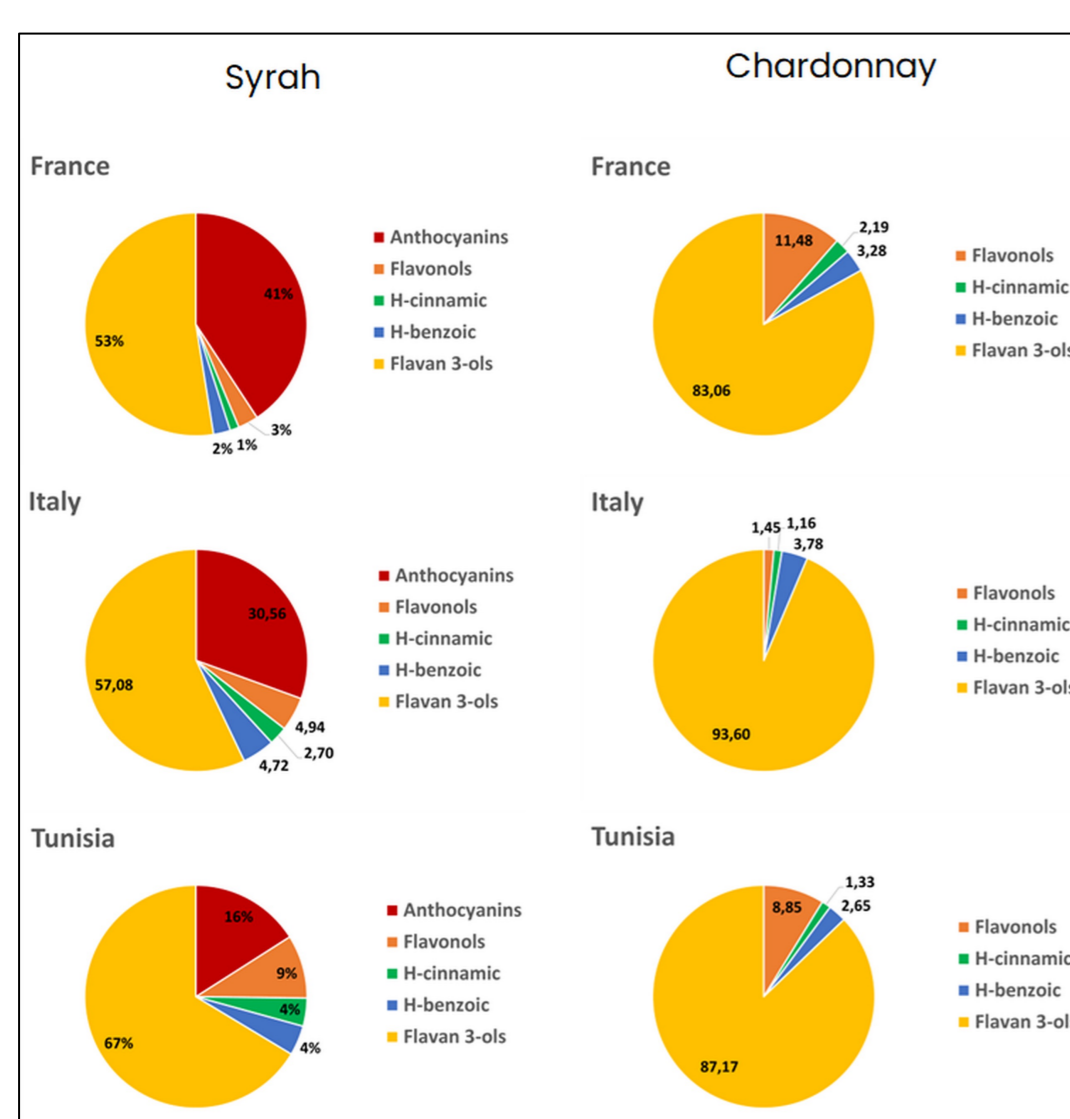 Syrah
Chardonnay
France
41%
3%
1%
2%
53%
Anthocyanins
Flavonols
H-cinnamic
H-benzoic
Flavan 3-ols
France
11,48
2,19
3,28
83,06
Flavonols
H-cinnamic
H-benzoic
Flavan 3-ols
Italy
30,56
4,94
2,70
4,72
57,08
Anthocyanins
Flavonols
H-cinnamic
H-benzoic
Flavan 3-ols
Italy
1,45
1,16
3,78
93,60
Flavonols
H-cinnamic
H-benzoic
Flavan 3-ols
Tunisia
16%
9%
4%
4%
67%
Anthocyanins
Flavonols
H-cinnamic
H-benzoic
Flavan 3-ols
Tunisia
8,85
1,33
2,65
87,17
Flavonols
H-cinnamic
H-benzoic
Flavan 3-ols